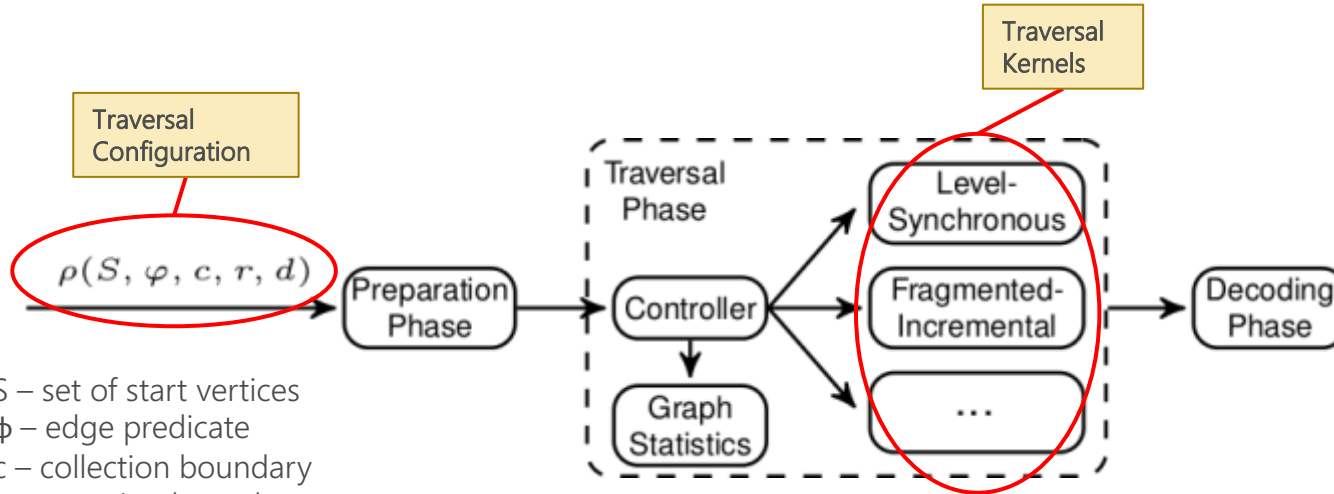 Traversal
Kernels
Traversal
Configuration
Traversal
Phase
Level-
Synchronous
ρ(S, φ, c, r, d)
Preparation
Phase
Controller
Fragmented-
Incremental
Decoding
Phase
Graph
Statistics
...
S – set of start vertices
ϕ – edge predicate
c – collection boundary